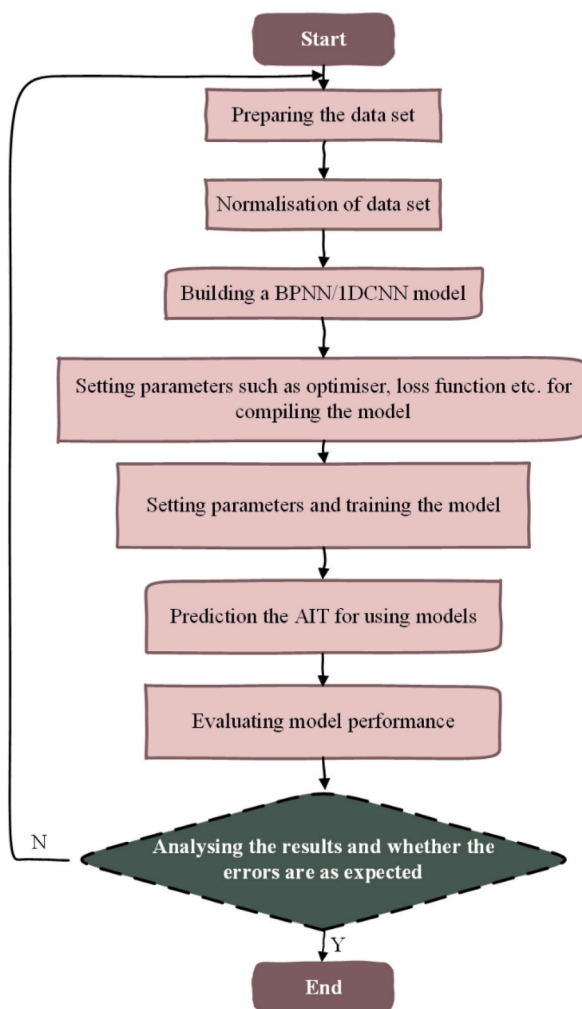 Start
Preparing the data set
Normalisation of data set
Building a BPNN/1DCNN model
Setting parameters such as optimiser, loss function etc. for
compiling the model
Setting parameters and training the model
Prediction the AIT for using models
Evaluating model performance
Analysing the results and whether the
errors are as expected
N
Y
End